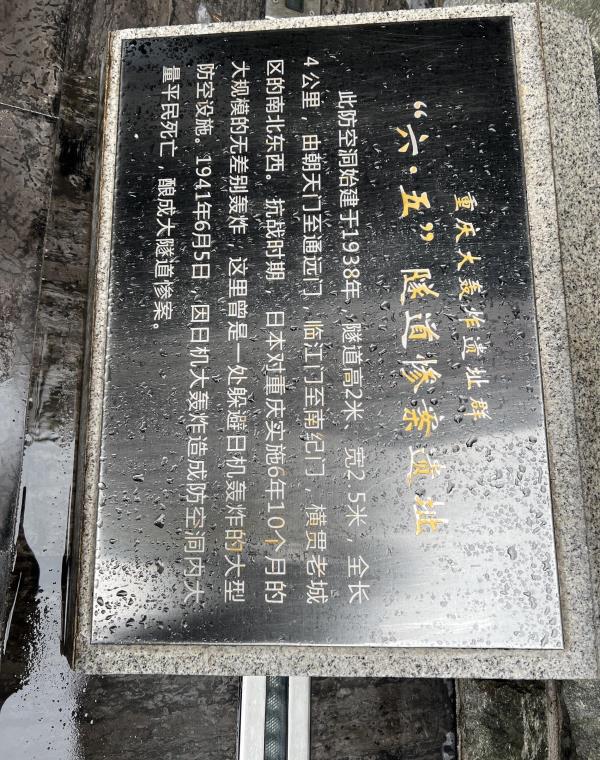 重庆大轰炸遗址群
“六·五”隧道惨案遗址
此防空洞始建于1938年，隧道高2米、宽2.5米，全长
4公里，由朝天门至通远门，临江门至南纪门，横贯老城
区的南北东西。抗战时期，日本对重庆实施6年10个月的
大规模的无差别轰炸，这里曾是一处躲避日机轰炸的大型
防空设施。1941年6月5日，因日机大轰炸造成防空洞内大
量平民死亡，酿成大隧道惨案。